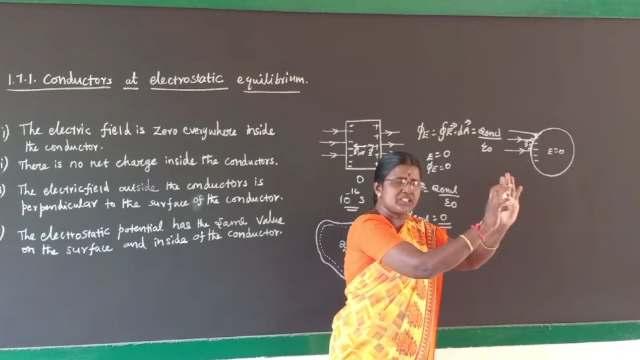 1.7.1. Conductors at electrostatic equilibrium.
i) The electric field is zero everywhere inside
the conductor.
i) There is no net charge inside the conductors.
) The electric field outside the conductors is
perpendicular to the surface of the conductor.
) The electrostatic potential has the same value
on the surface and inside of the conductor.
0
10⁻¹⁶ s
ϕE = ∮E⃗.dA⃗ = Qencl/ε0
E = 0
ϕE = 0
= Qencl/ε0
= 0
E=0